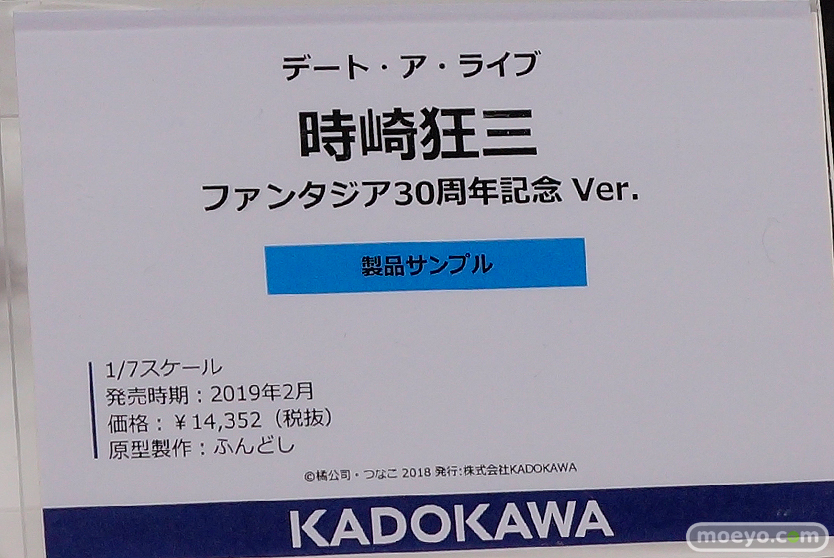 デート・ア・ライブ
時崎狂三
ファンタジア30周年記念 Ver.
製品サンプル
1/7スケール
発売時期：2019年2月
価格：￥14,352（税抜）
原型製作：ふんどし
©橘公司・つなこ 2018 発行:株式会社KADOKAWA
KADOKAWA
moeyo.com